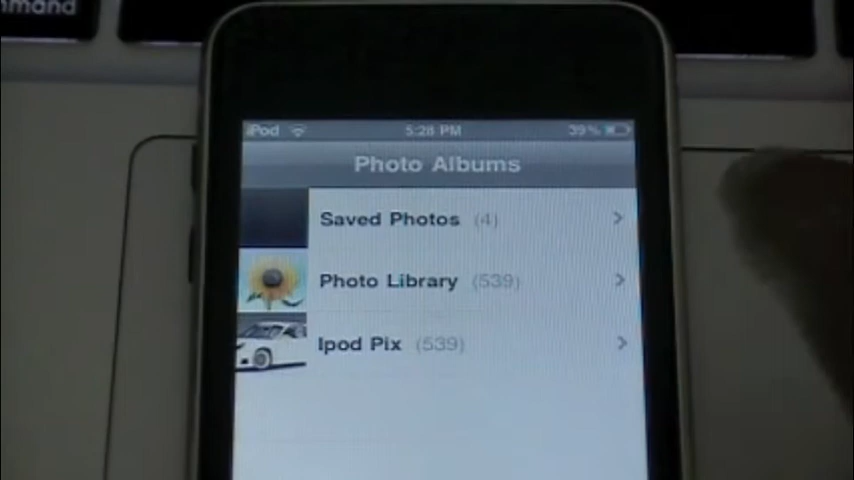 mmand
iPod 5:28 PM 39%
Photo Albums
Saved Photos (4)
Photo Library (539)
Ipod Pix (539)